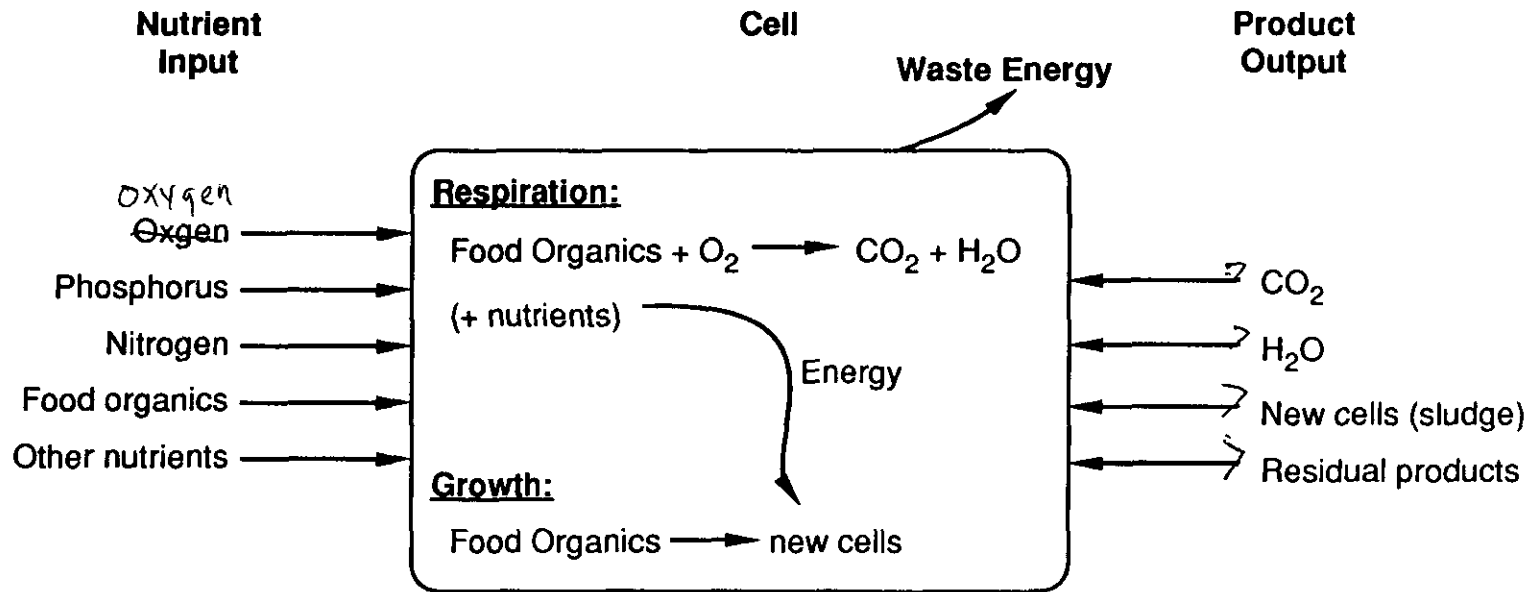 Nutrient
Input
Cell
Product
Output
Waste Energy
oxygen
Oxgen
Phosphorus
Nitrogen
Food organics
Other nutrients
Respiration:
Food Organics + O₂ → CO₂ + H₂O
(+ nutrients)
Energy
Growth:
Food Organics → new cells
CO₂
H₂O
New cells (sludge)
Residual products